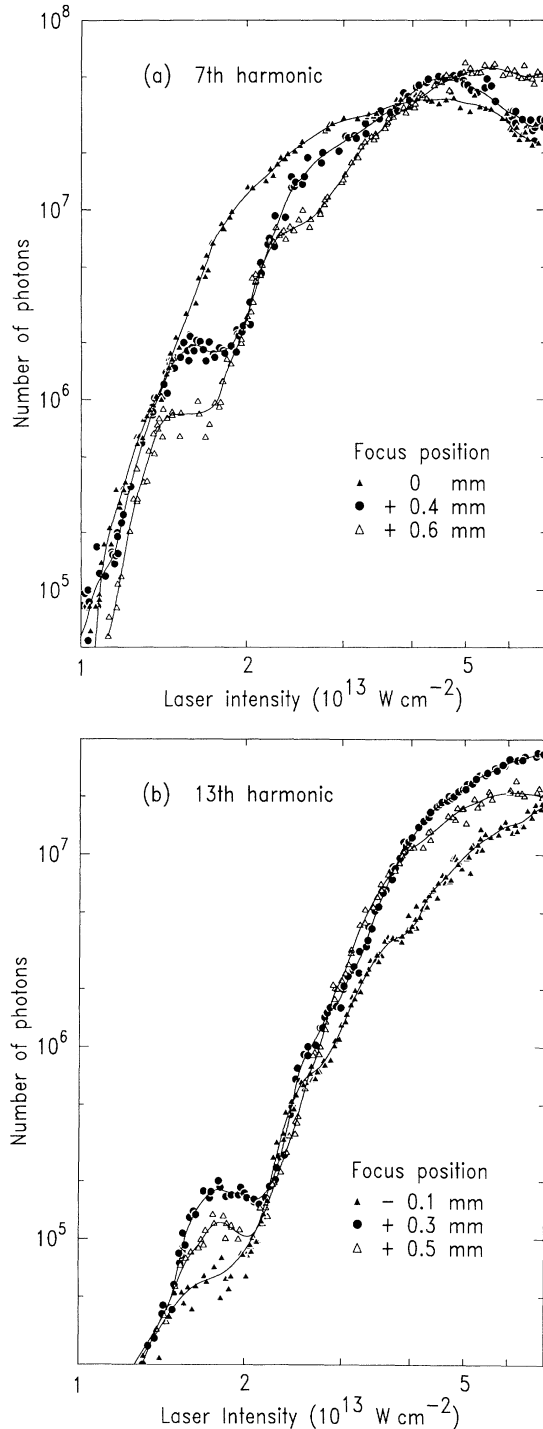 10^8
(a) 7th harmonic
10^7
Number of photons
10^6
Focus position
0 mm
+ 0.4 mm
+ 0.6 mm
10^5
1 2 5
Laser intensity (10^13 W cm^-2)
(b) 13th harmonic
10^7
Number of photons
10^6
Focus position
- 0.1 mm
+ 0.3 mm
+ 0.5 mm
10^5
1 2 5
Laser Intensity (10^13 W cm^-2)